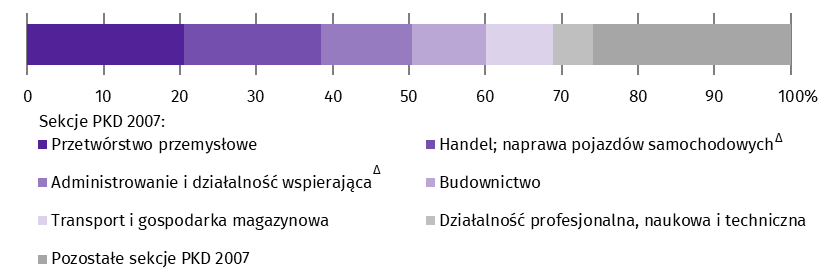 0 10 20 30 40 50 60 70 80 90 100%
Sekcje PKD 2007:
Przetwórstwo przemysłowe
Handel; naprawa pojazdów samochodowych Δ
Administrowanie i działalność wspierająca Δ
Budownictwo
Transport i gospodarka magazynowa
Działalność profesjonalna, naukowa i techniczna
Pozostałe sekcje PKD 2007